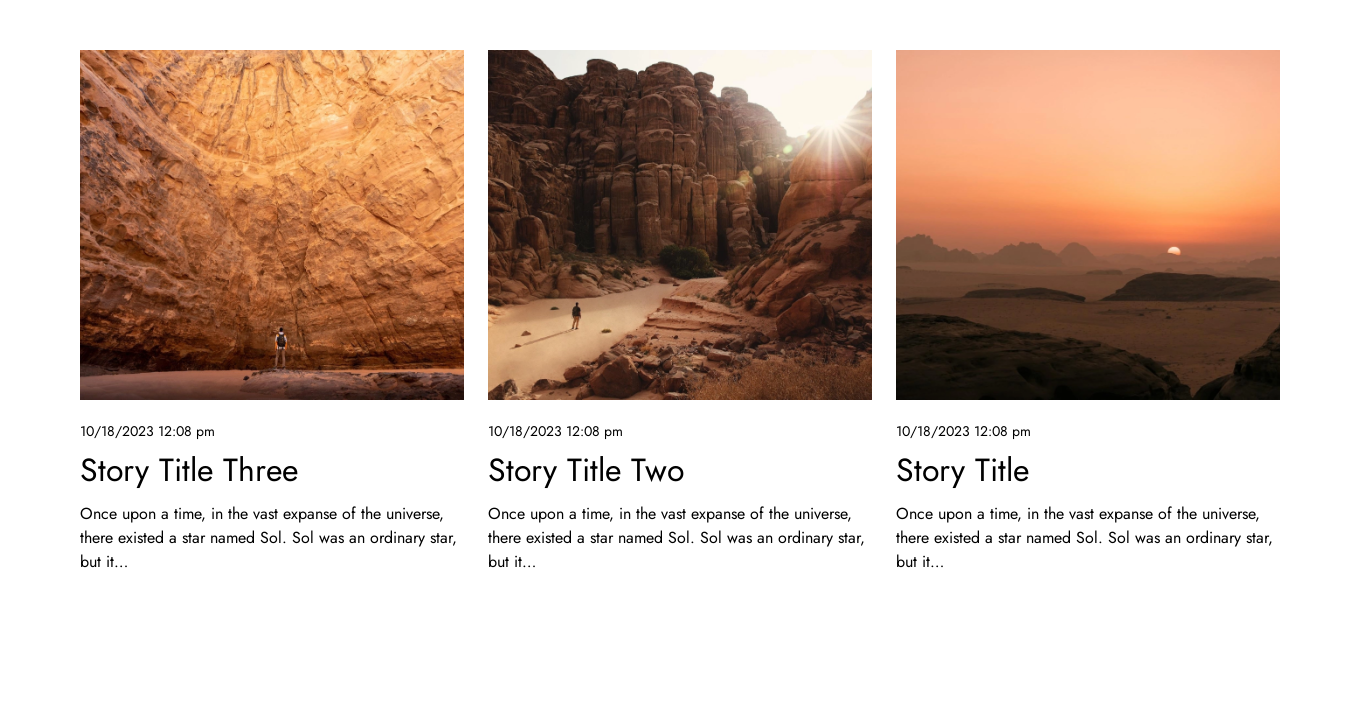 10/18/2023 12:08 pm
Story Title Three
Once upon a time, in the vast expanse of the universe,
there existed a star named Sol. Sol was an ordinary star,
but it...
10/18/2023 12:08 pm
Story Title Two
Once upon a time, in the vast expanse of the universe,
there existed a star named Sol. Sol was an ordinary star,
but it...
10/18/2023 12:08 pm
Story Title
Once upon a time, in the vast expanse of the universe,
there existed a star named Sol. Sol was an ordinary star,
but it...